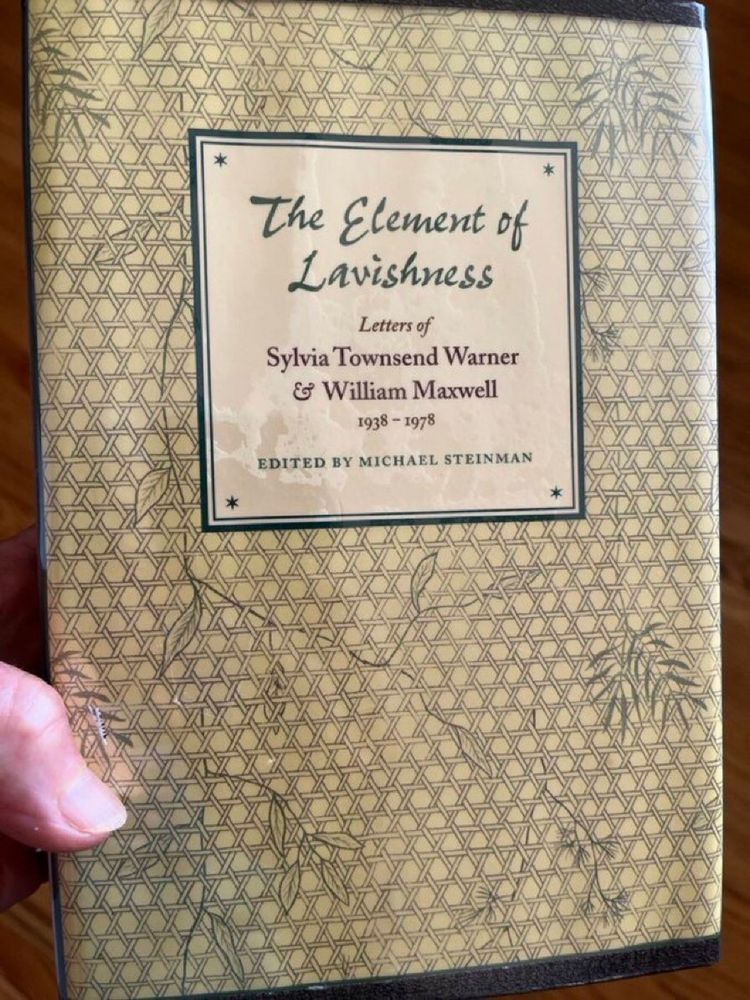 The Element of
Lavishness
Letters of
Sylvia Townsend Warner
& William Maxwell
1938 – 1978
EDITED BY MICHAEL STEINMAN